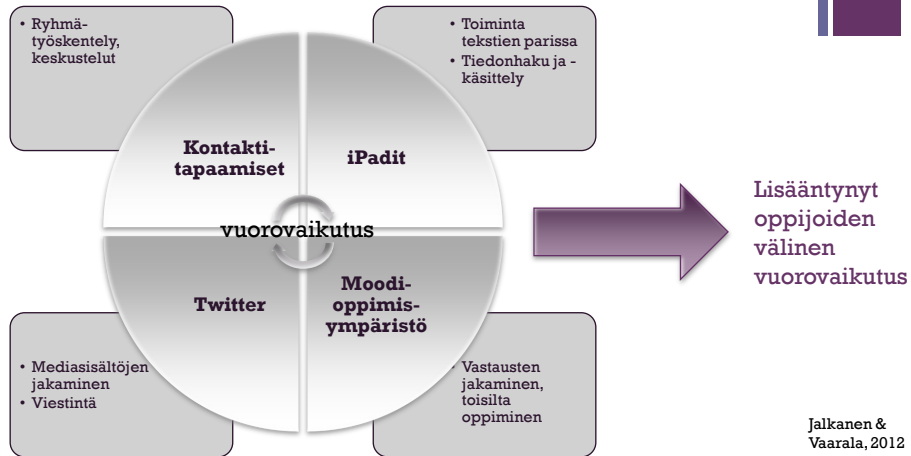 • Ryhmä-
työskentely,
keskustelut
• Toiminta
tekstien parissa
• Tiedonhaku ja -
käsittely
Kontakti-
tapaamiset
iPadit
vuorovaikutus
Twitter
Moodi-
oppimis-
ympäristö
• Mediasisältöjen
jakaminen
• Viestintä
• Vastausten
jakaminen,
toisilta
oppiminen
Lisääntynyt
oppijoiden
välinen
vuorovaikutus
Jalkanen &
Vaarala, 2012